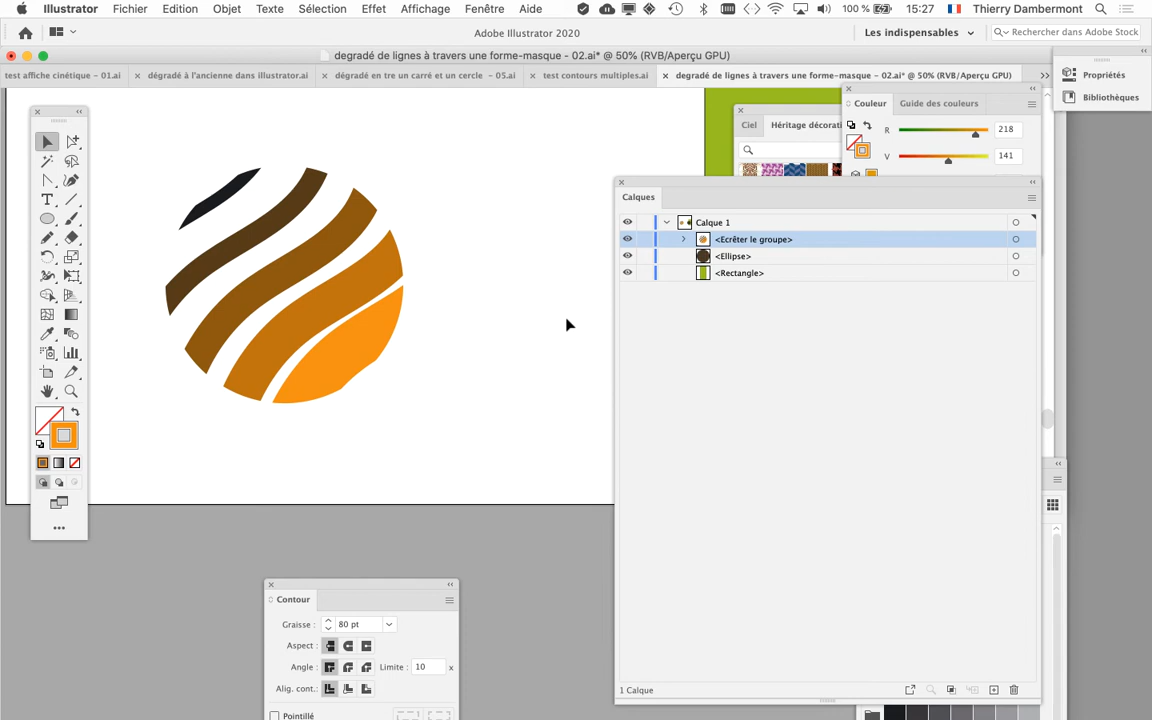 Illustrator Fichier Edition Objet Texte Sélection Effet Affichage Fenêtre Aide 100 % 15:27 Thierry Dambermont
Adobe Illustrator 2020 Les indispensables Rechercher dans Adobe Stock
degradé de lignes à travers une forme-masque - 02.ai* @ 50% (RVB/Aperçu GPU)
test affiche cinétique - 01.ai dégradé à l'ancienne dans illustrator.ai dégradé en tre un carré et un cercle - 05.ai test contours multiples.ai degradé de lignes à travers une forme-masque - 02.ai* @ 50% (RVB/Aperçu GPU)
Propriétés
Bibliothèques
Couleur Guide des couleurs
Ciel Héritage décorati
R 218
V 141
Calques
Calque 1
<Ecrêter le groupe>
<Ellipse>
<Rectangle>
1 Calque
Contour
Graisse : 80 pt
Aspect :
Angle : Limite : 10 x
Alig. cont.:
Pointillé